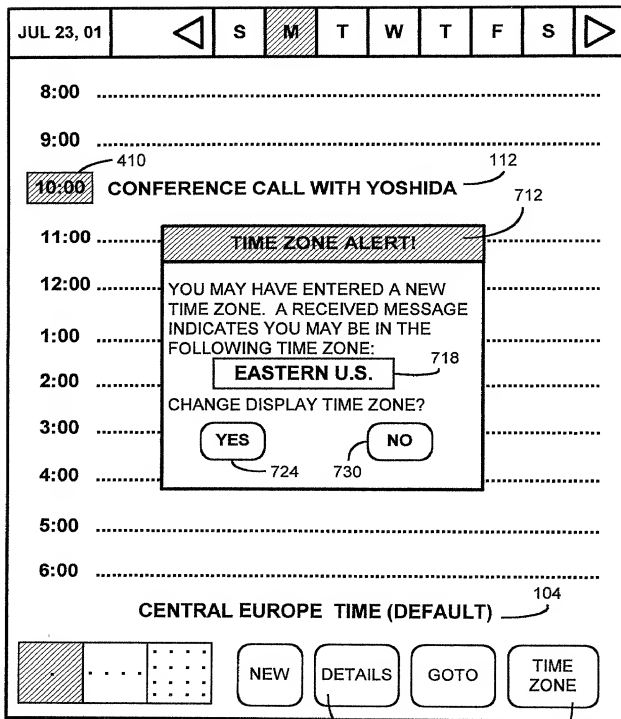 JUL 23, 01 S M T W T F S
8:00
9:00
410
10:00 CONFERENCE CALL WITH YOSHIDA 112
712
11:00 TIME ZONE ALERT!
12:00 YOU MAY HAVE ENTERED A NEW
TIME ZONE. A RECEIVED MESSAGE
1:00 INDICATES YOU MAY BE IN THE
FOLLOWING TIME ZONE:
718
2:00 EASTERN U.S.
CHANGE DISPLAY TIME ZONE?
3:00 YES NO
724 730
4:00
5:00
6:00
104
CENTRAL EUROPE TIME (DEFAULT)
NEW DETAILS GOTO TIME
ZONE